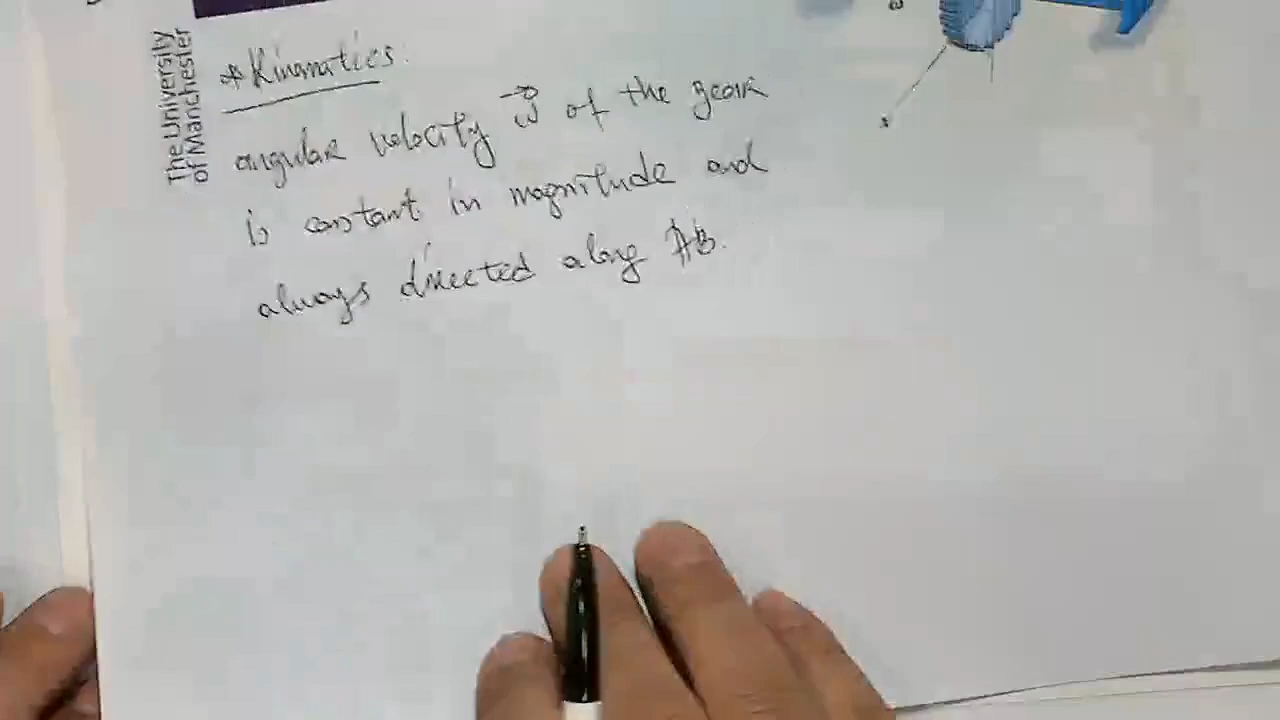 The University
of Manchester
* Kinematics:
angular velocity ω⃗ of the gear
is constant in magnitude and
always directed along AB.
ω